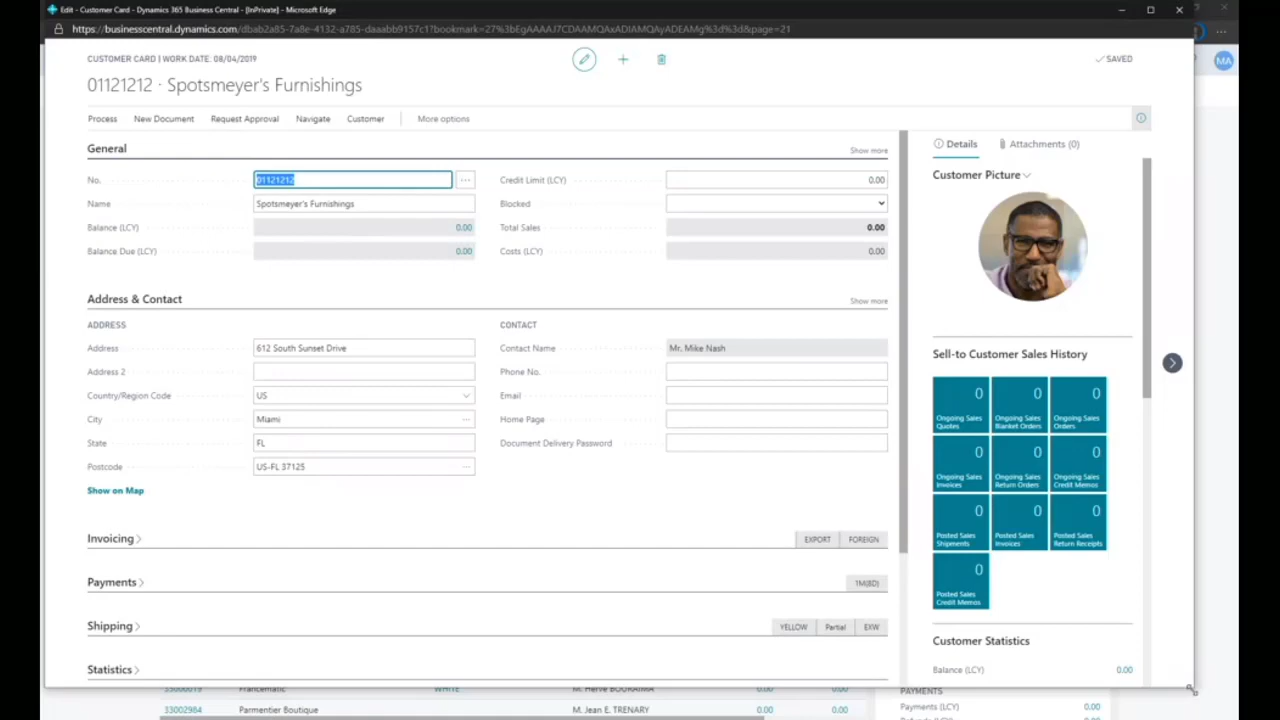 Edit - Customer Card - Dynamics 365 Business Central - [InPrivate] - Microsoft Edge
CUSTOMER CARD | WORK DATE: 08/04/2019
SAVED
MA
01121212 · Spotsmeyer's Furnishings
Process New Document Request Approval Navigate Customer More options
General Show more
No. 01121212 ... Credit Limit (LCY) 0.00
Name Spotsmeyer's Furnishings Blocked
Balance (LCY) 0.00 Total Sales 0.00
Balance Due (LCY) 0.00 Costs (LCY) 0.00
Address & Contact Show more
ADDRESS CONTACT
Address 612 South Sunset Drive Contact Name Mr. Mike Nash
Address 2 Phone No.
Country/Region Code US Email
City Miami ... Home Page
State FL Document Delivery Password
Postcode US-FL 37125 ...
Show on Map
Invoicing EXPORT FOREIGN
Payments 1M(8D)
Shipping YELLOW Partial EXW
Statistics
Details Attachments (0)
Customer Picture
Sell-to Customer Sales History
0 0 0
Ongoing Sales Quotes Ongoing Sales Blanket Orders Ongoing Sales Orders
0 0 0
Ongoing Sales Invoices Ongoing Sales Return Orders Ongoing Sales Credit Memos
0 0 0
Posted Sales Shipments Posted Sales Invoices Posted Sales Return Receipts
0
Posted Sales Credit Memos
Customer Statistics
Balance (LCY) 0.00
PAYMENTS
WHITE M. Hervé BOURAIMA 0.00 0.00
Payments (LCY) 0.00
33002984 Parmentier Boutique M. Jean E. TRENARY 0.00 0.00